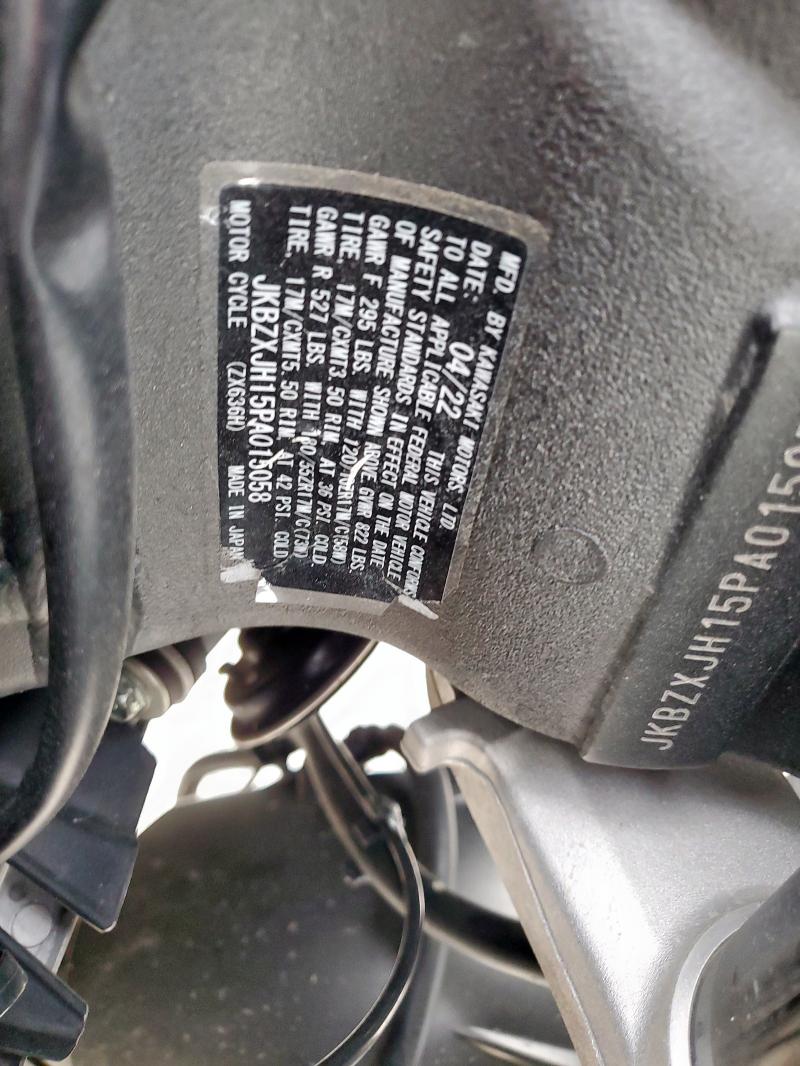 MFD. BY KAWASAKI MOTORS, LTD.
DATE: 04/22 THIS VEHICLE CONFORMS
TO ALL APPLICABLE FEDERAL MOTOR VEHICLE
SAFETY STANDARDS IN EFFECT ON THE DATE
OF MANUFACTURE SHOWN ABOVE. GVWR 822 LBS.
GAWR F 295 LBS WITH 120/70ZR17M/C(58W)
TIRE, 17M/CXMT3.50 RIM, AT 36 PSI. COLD
GAWR R 527 LBS WITH 180/55ZR17M/C(73W)
TIRE, 17M/CXMT5.50 RIM, AT 42 PSI. COLD
JKBZXJH15PA015058
MOTOR CYCLE (ZX636H) MADE IN JAPAN
JKBZXJH15PA0150